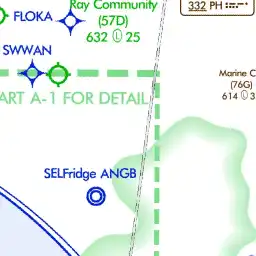 Ray Community
(57D)
632 25
FLOKA
332 PH
SWWAN
Marine C
(76G)
614 3
ART A-1 FOR DETAIL
SELFridge ANGB